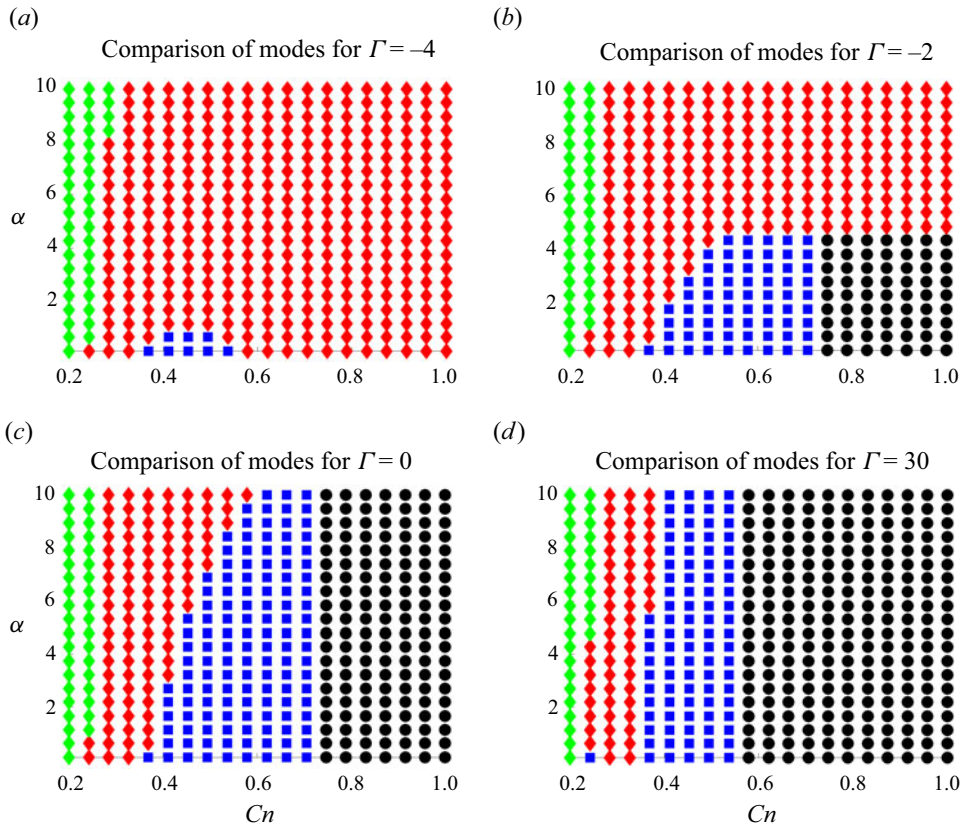 (a)
Comparison of modes for Γ = –4
10
8
6
α
4
2
0.2 0.4 0.6 0.8 1.0
(b)
Comparison of modes for Γ = –2
10
8
6
4
2
0.2 0.4 0.6 0.8 1.0
(c)
Comparison of modes for Γ = 0
10
8
6
α
4
2
0.2 0.4 0.6 0.8 1.0
Cn
(d)
Comparison of modes for Γ = 30
10
8
6
4
2
0.2 0.4 0.6 0.8 1.0
Cn